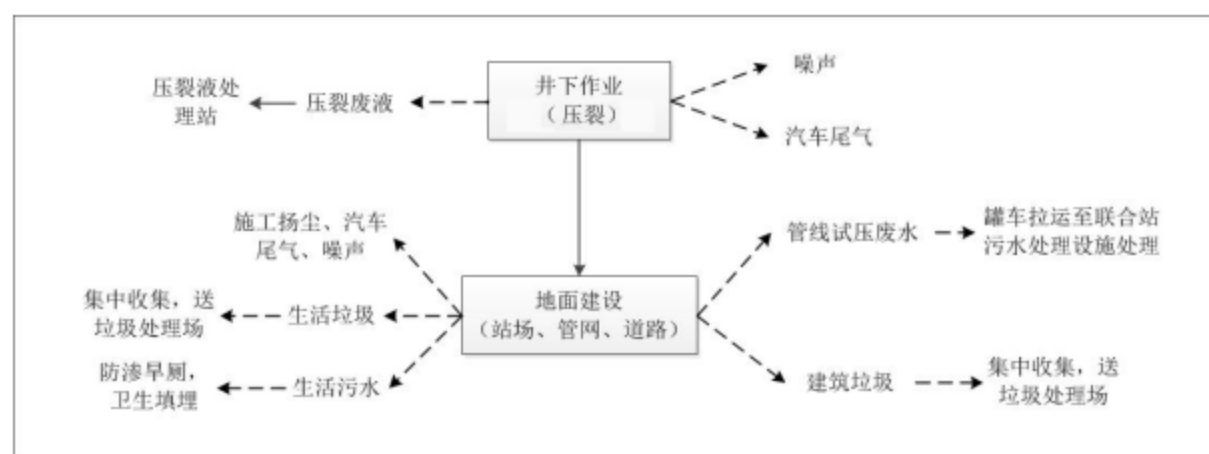 噪声
井下作业
（压裂）
压裂液处
理站
压裂废液
汽车尾气
施工扬尘、汽车
尾气、噪声
管线试压废水
罐车拉运至联合站
污水处理设施处理
集中收集，送
垃圾处理场
生活垃圾
地面建设
（站场、管网、道路）
防渗旱厕，
卫生填埋
生活污水
建筑垃圾
集中收集，送
垃圾处理场